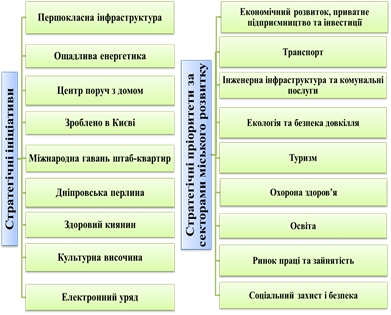 Стратегічні ініціативи
Першокласна інфраструктура
Ощадлива енергетика
Центр поруч з домом
Зроблено в Києві
Міжнародна гавань штаб-квартир
Дніпровська перлина
Здоровий киянин
Культурна височина
Електронний уряд
Стратегічні пріоритети за
секторами міського розвитку
Економічний розвиток, приватне
підприємництво та інвестиції
Транспорт
Інженерна інфраструктура та комунальні
послуги
Екологія та безпека довкілля
Туризм
Охорона здоров'я
Освіта
Ринок праці та зайнятість
Соціальний захист і безпека